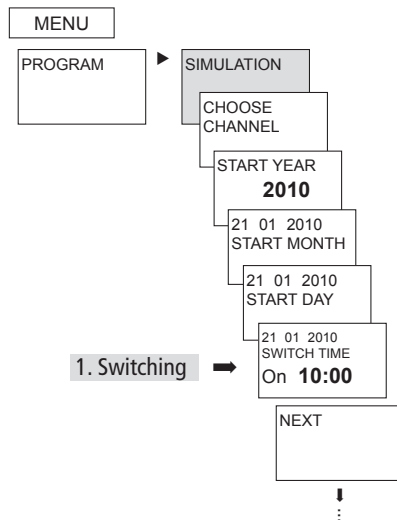 MENU
PROGRAM
SIMULATION
CHOOSE
CHANNEL
START YEAR
2010
21 01 2010
START MONTH
21 01 2010
START DAY
21 01 2010
SWITCH TIME
On 10:00
1. Switching
NEXT